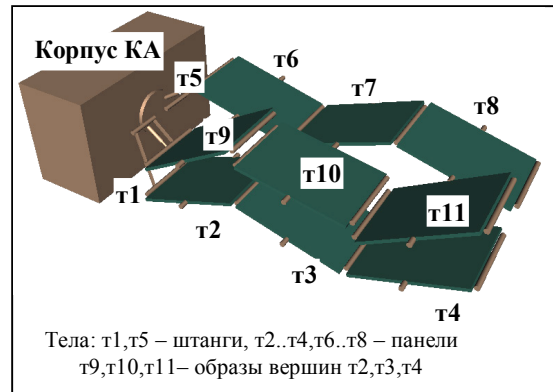 Корпус КА
т5
т6
т7
т8
т9
т10
т11
т1
т2
т3
т4
Тела: т1,т5 – штанги, т2..т4,т6..т8 – панели
т9,т10,т11– образы вершин т2,т3,т4